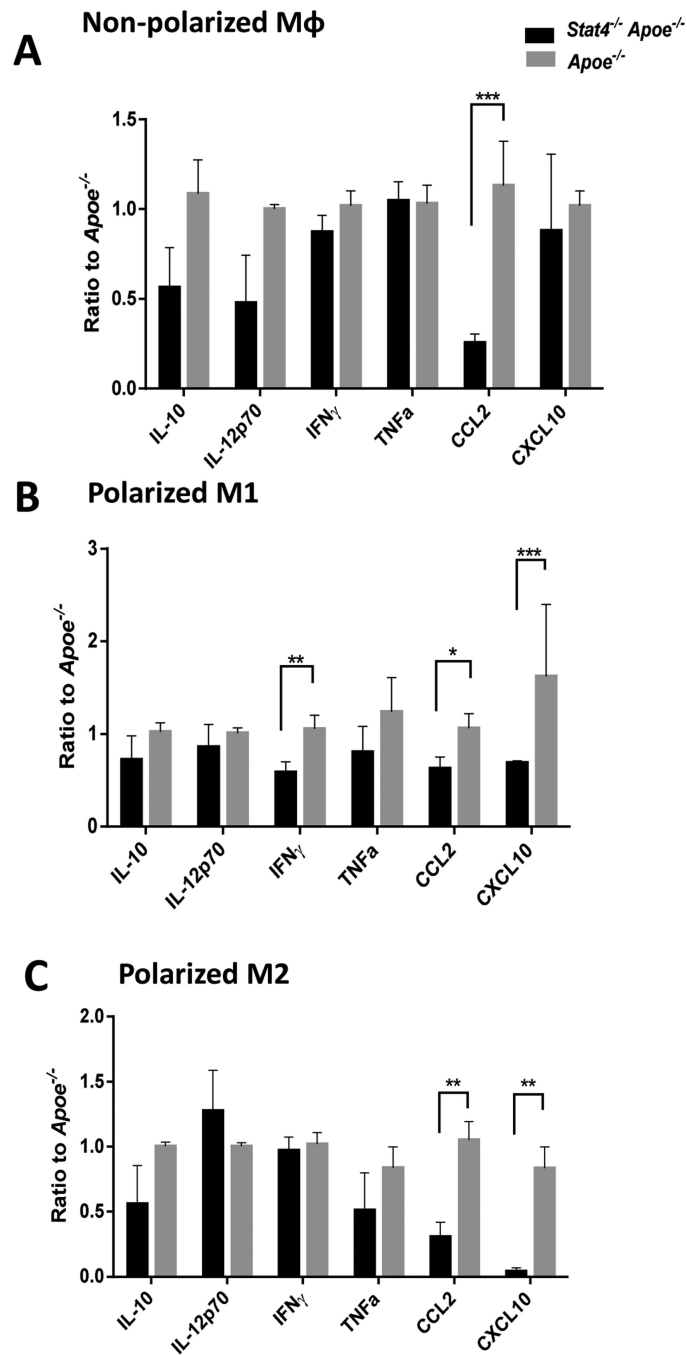 Non-polarized Mϕ
A
Stat4-/- Apoe-/-
Apoe-/-
Ratio to Apoe-/-
1.5
1.0
0.5
0.0
***
IL-10
IL-12p70
IFNγ
TNFa
CCL2
CXCL10
B
Polarized M1
Ratio to Apoe-/-
3
2
1
0
**
*
***
IL-10
IL-12p70
IFNγ
TNFa
CCL2
CXCL10
C
Polarized M2
Ratio to Apoe-/-
2.0
1.5
1.0
0.5
0.0
**
**
IL-10
IL-12p70
IFNγ
TNFa
CCL2
CXCL10